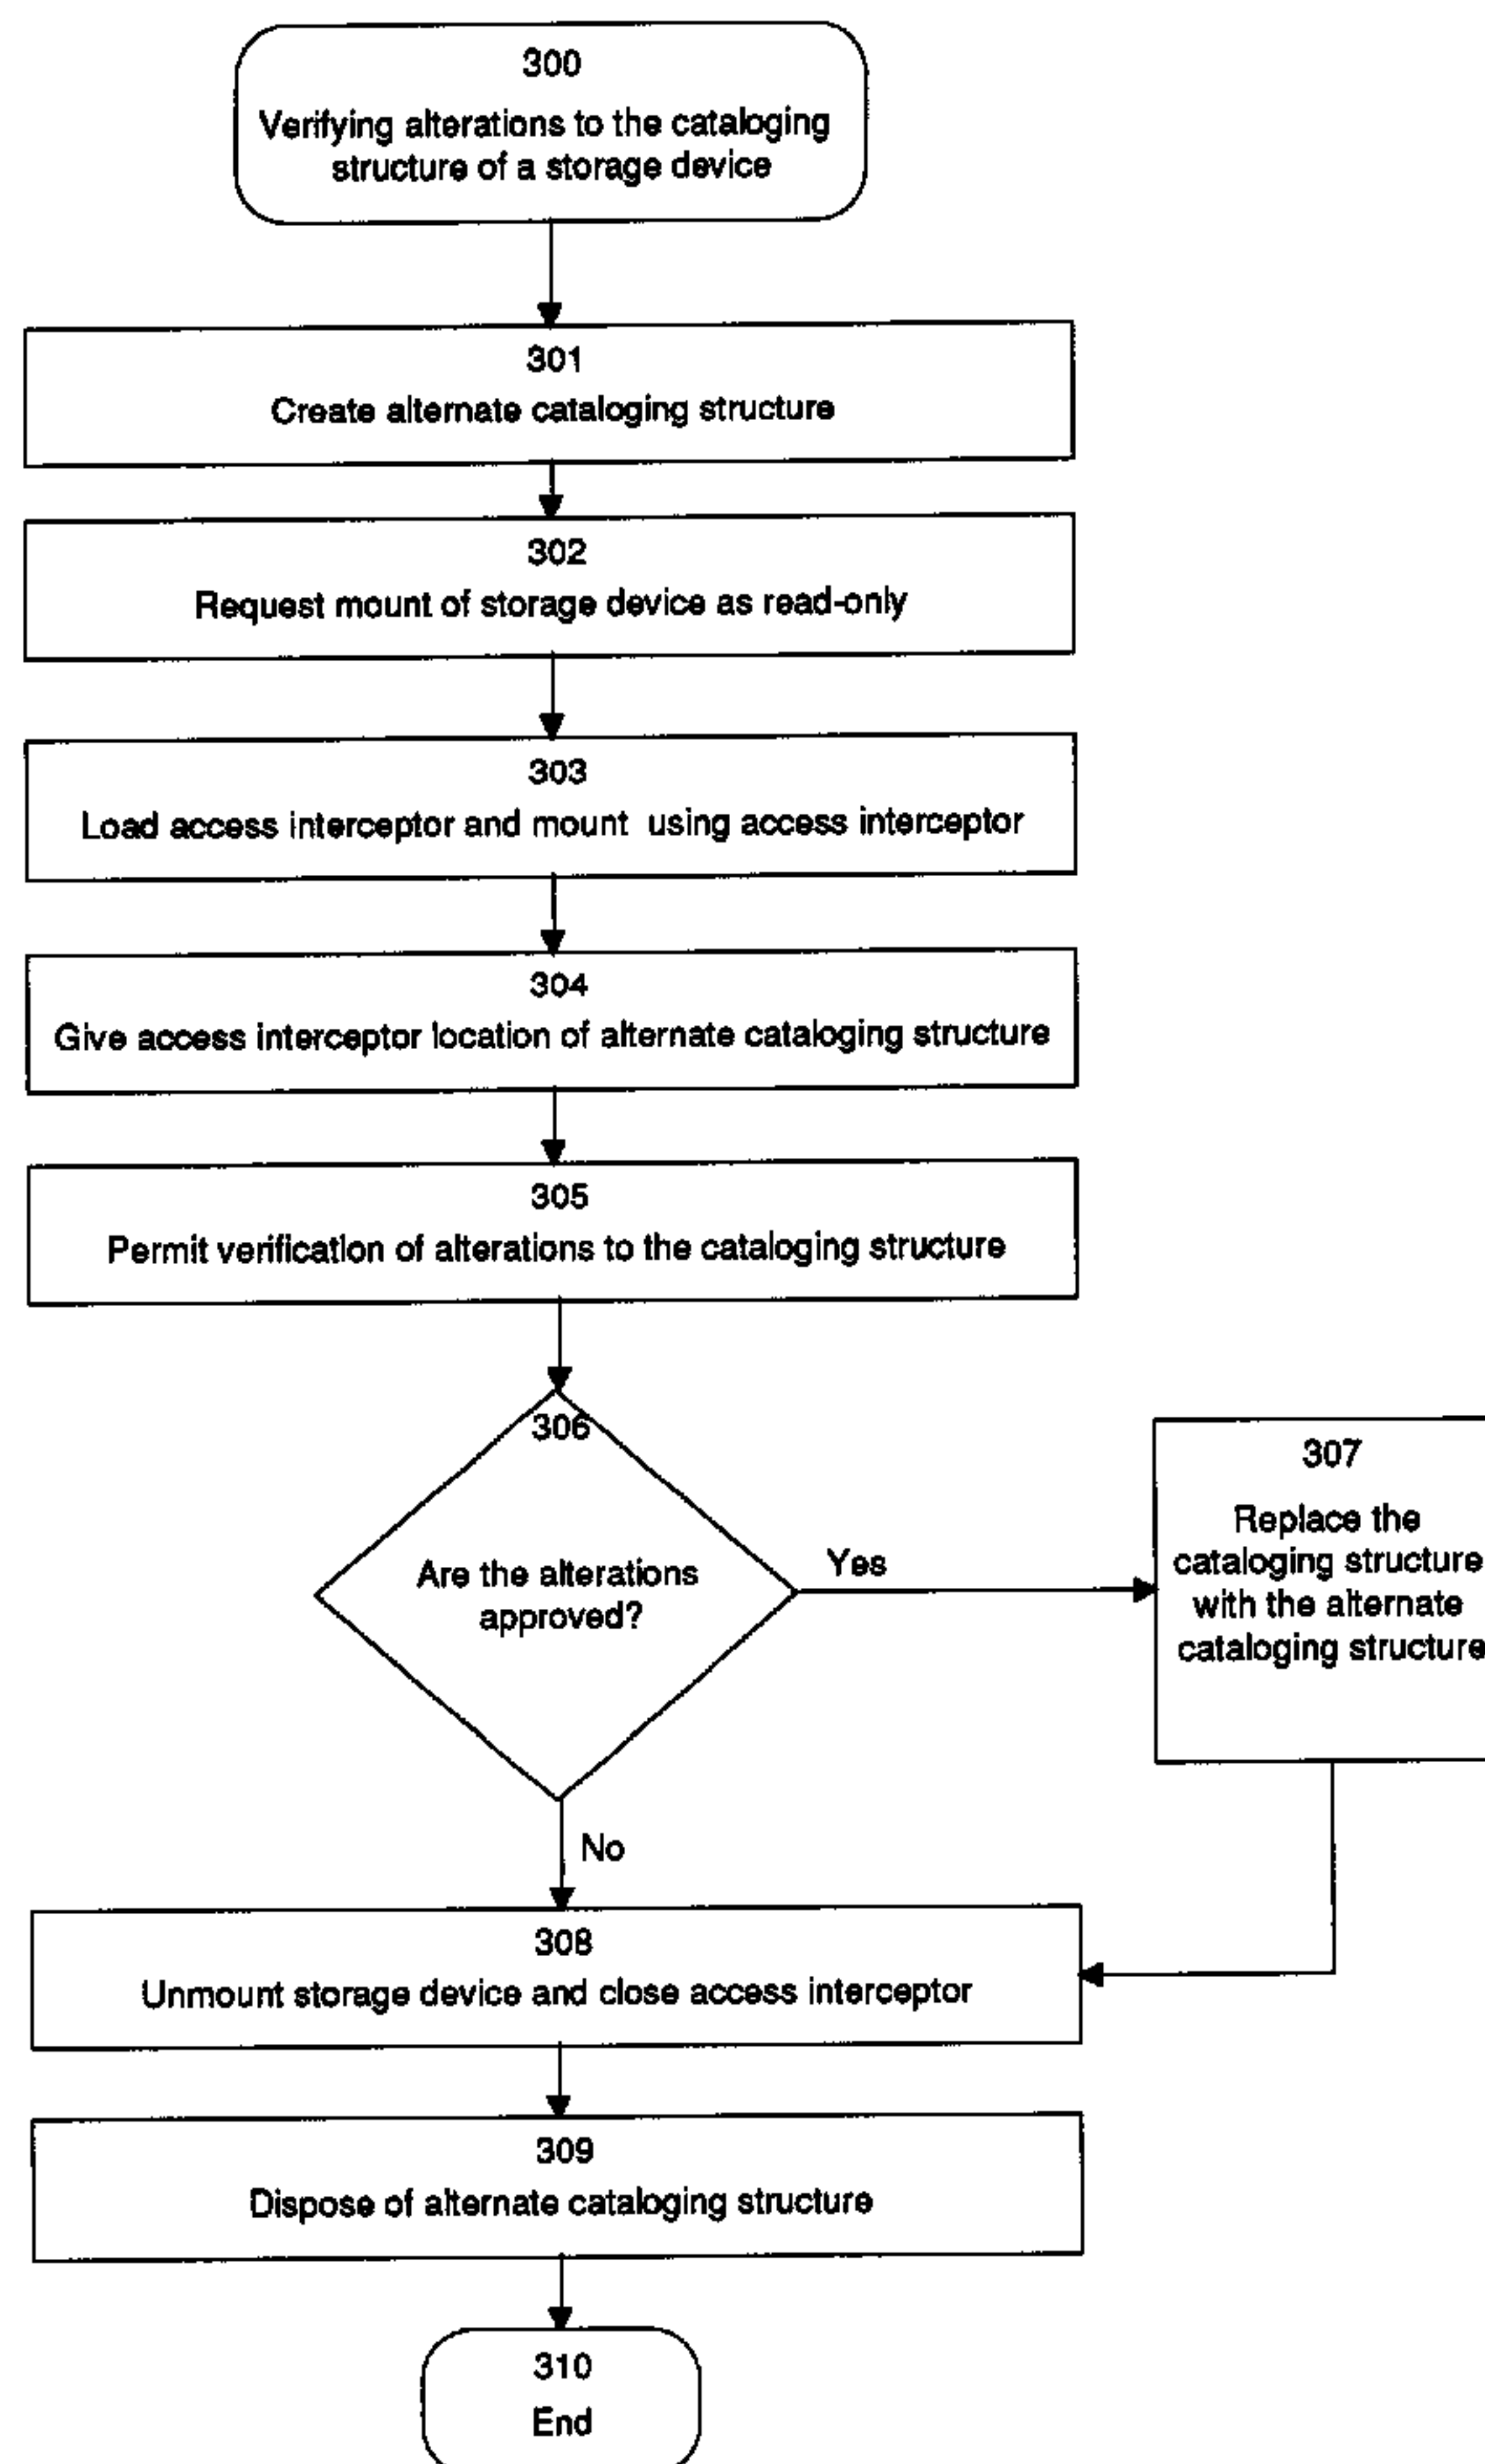 300
Verifying alterations to the cataloging
structure of a storage device
301
Create alternate cataloging structure
302
Request mount of storage device as read-only
303
Load access interceptor and mount using access interceptor
304
Give access interceptor location of alternate cataloging structure
305
Permit verification of alterations to the cataloging structure
306
Are the alterations
approved?
Yes
307
Replace the
cataloging structure
with the alternate
cataloging structure
No
308
Unmount storage device and close access interceptor
309
Dispose of alternate cataloging structure
310
End